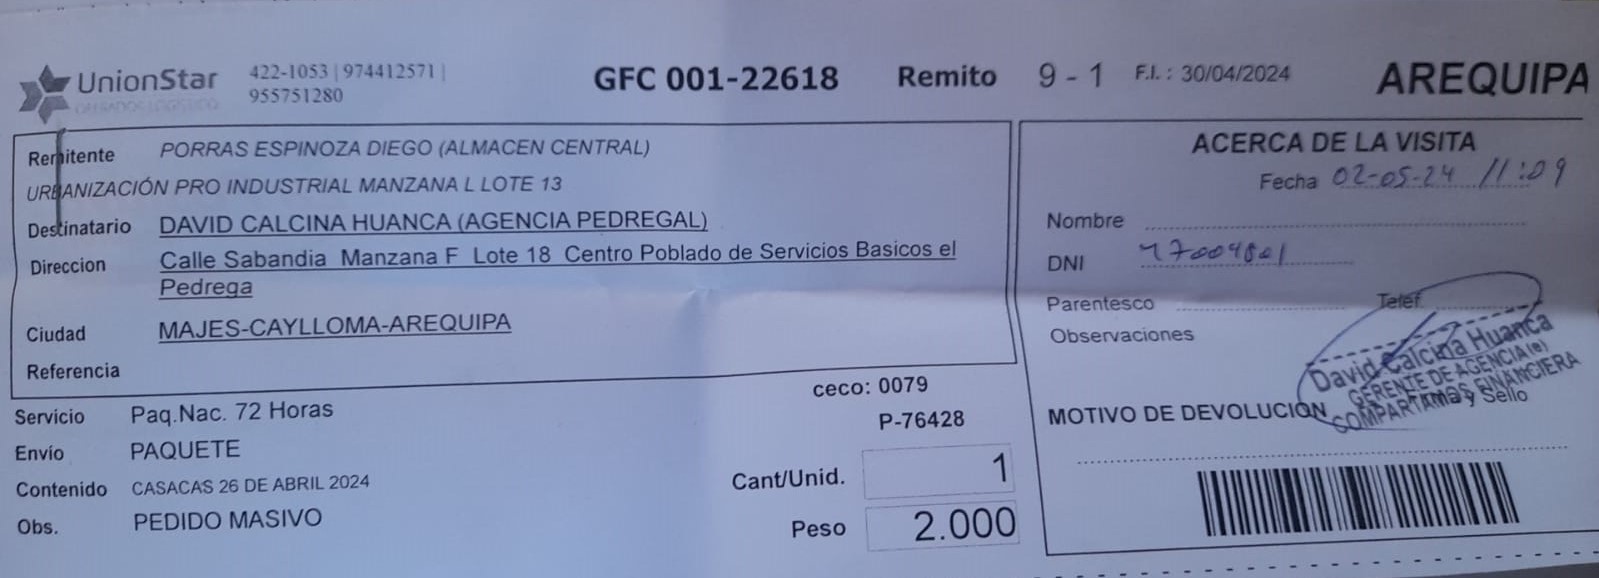 UnionStar
OPERADOR LOGÍSTICO
422-1053 | 974412571 |
955751280
GFC 001-22618 Remito 9 - 1 F.I. : 30/04/2024 AREQUIPA
Remitente PORRAS ESPINOZA DIEGO (ALMACEN CENTRAL)
URBANIZACIÓN PRO INDUSTRIAL MANZANA L LOTE 13
Destinatario DAVID CALCINA HUANCA (AGENCIA PEDREGAL)
Direccion Calle Sabandia Manzana F Lote 18 Centro Poblado de Servicios Basicos el
Pedrega
Ciudad MAJES-CAYLLOMA-AREQUIPA
Referencia
Servicio Paq.Nac. 72 Horas
Envío PAQUETE
Contenido CASACAS 26 DE ABRIL 2024
Obs. PEDIDO MASIVO
ceco: 0079
P-76428
Cant/Unid. 1
Peso 2.000
ACERCA DE LA VISITA
Fecha 02-05-24 11:09
Nombre
DNI
Parentesco Teléf.
Observaciones
David Calcina Huanca
GERENTE DE AGENCIA (e)
COMPARTAMOS FINANCIERA
Firma y Sello
MOTIVO DE DEVOLUCION